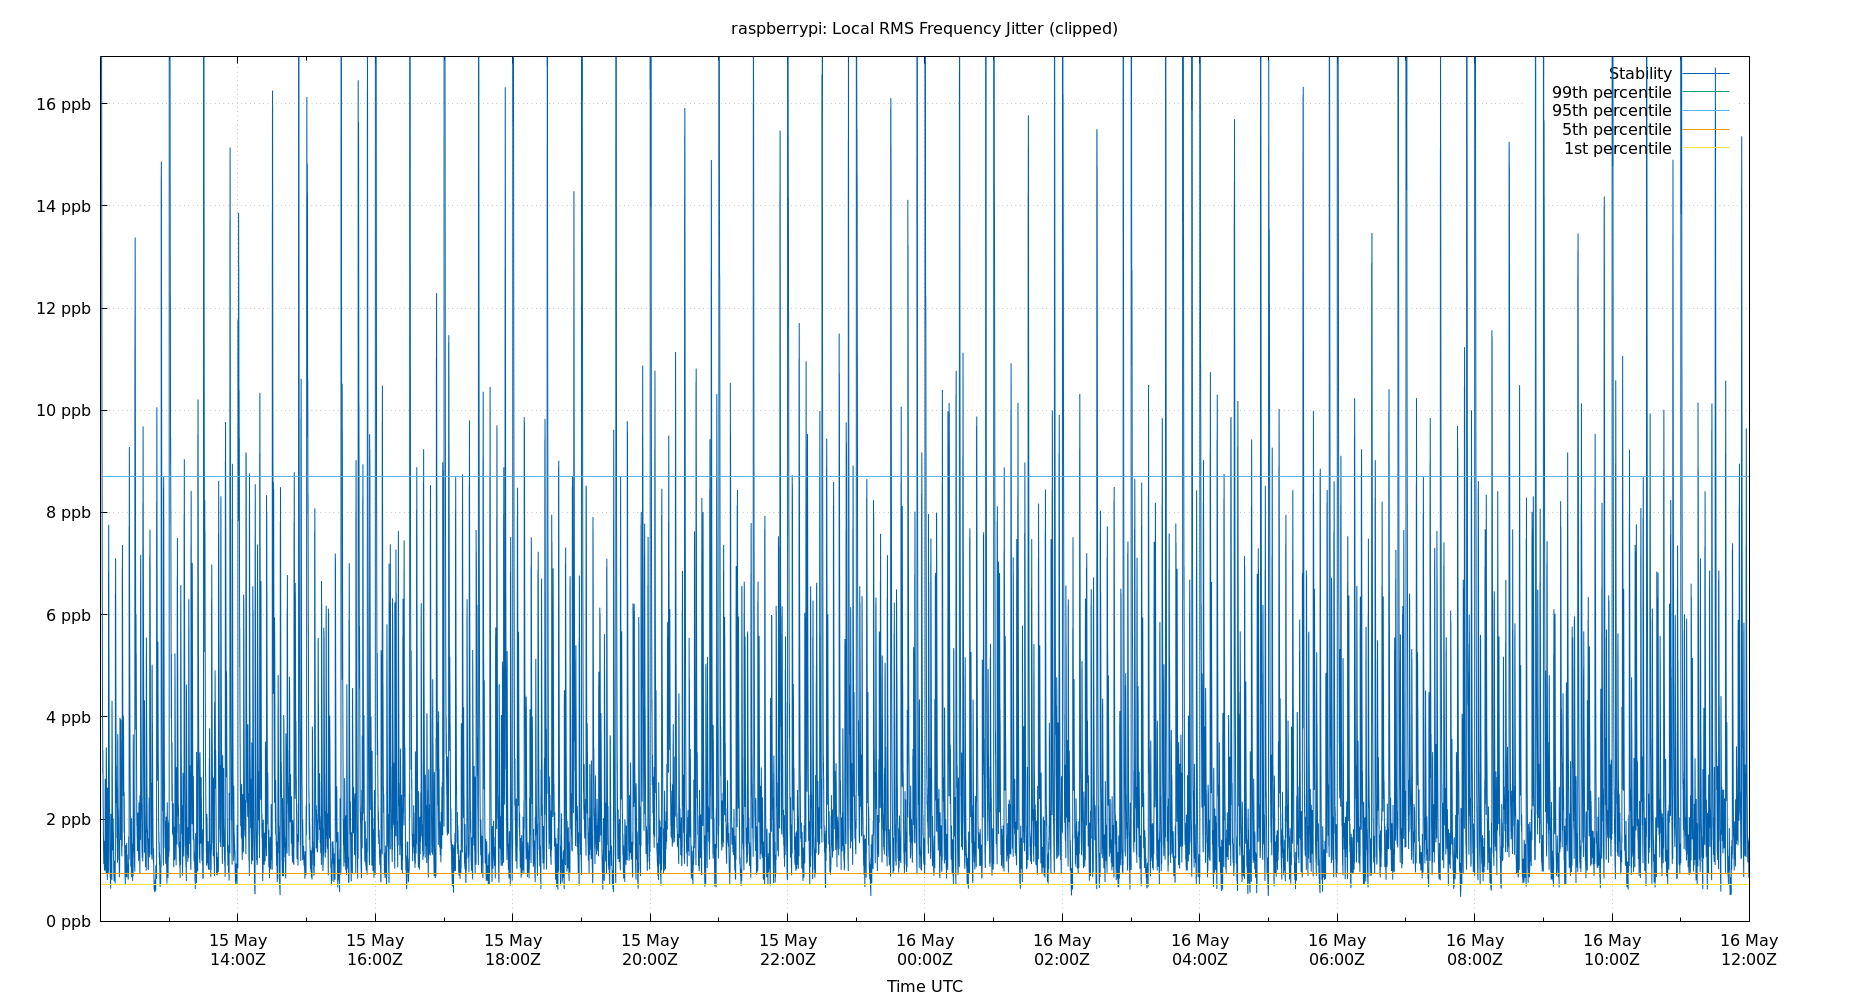 raspberrypi: Local RMS Frequency Jitter (clipped)
Stability
99th percentile
95th percentile
5th percentile
1st percentile
16 ppb
14 ppb
12 ppb
10 ppb
8 ppb
6 ppb
4 ppb
2 ppb
0 ppb
15 May 15 May 15 May 15 May 15 May 16 May 16 May 16 May 16 May 16 May 16 May 16 May
14:00Z 16:00Z 18:00Z 20:00Z 22:00Z 00:00Z 02:00Z 04:00Z 06:00Z 08:00Z 10:00Z 12:00Z
Time UTC